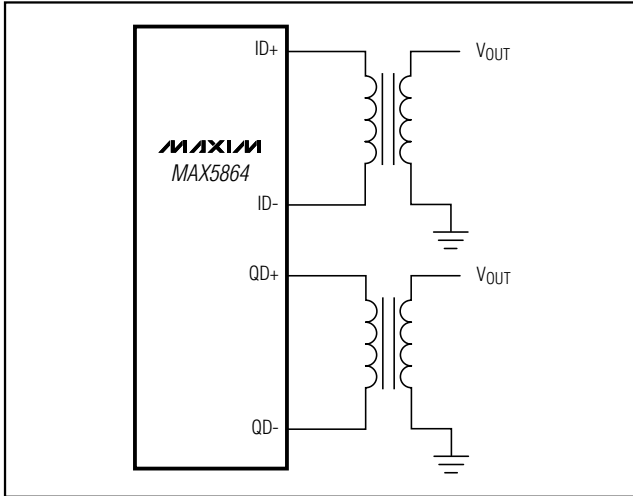 ID+
VOUT
MAXIM
MAX5864
ID-
QD+
VOUT
QD-